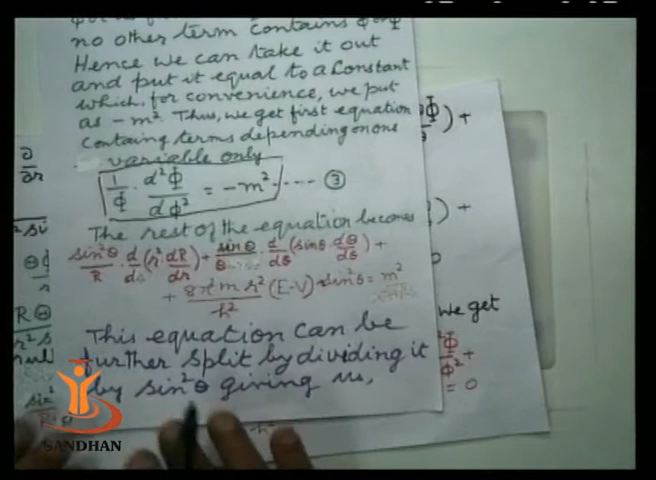 no other term contains ϕ or Φ
Hence we can take it out
and put it equal to a Constant
which, for convenience, we put
as - m². Thus, we get first equation
containg terms depending on one
variable only
1/Φ · d²Φ/dϕ² = - m² ---- ③
The rest of the equation becomes
sin²θ/R · d/dr (r² · dR/dr) + sinθ/Θ · d/dθ (sinθ · dΘ/dθ) +
+ 8π² m r²/h² (E-V) · sin²θ = m²
This equation can be
further split by dividing it
by sin²θ giving us,
we get
= 0
SANDHAN